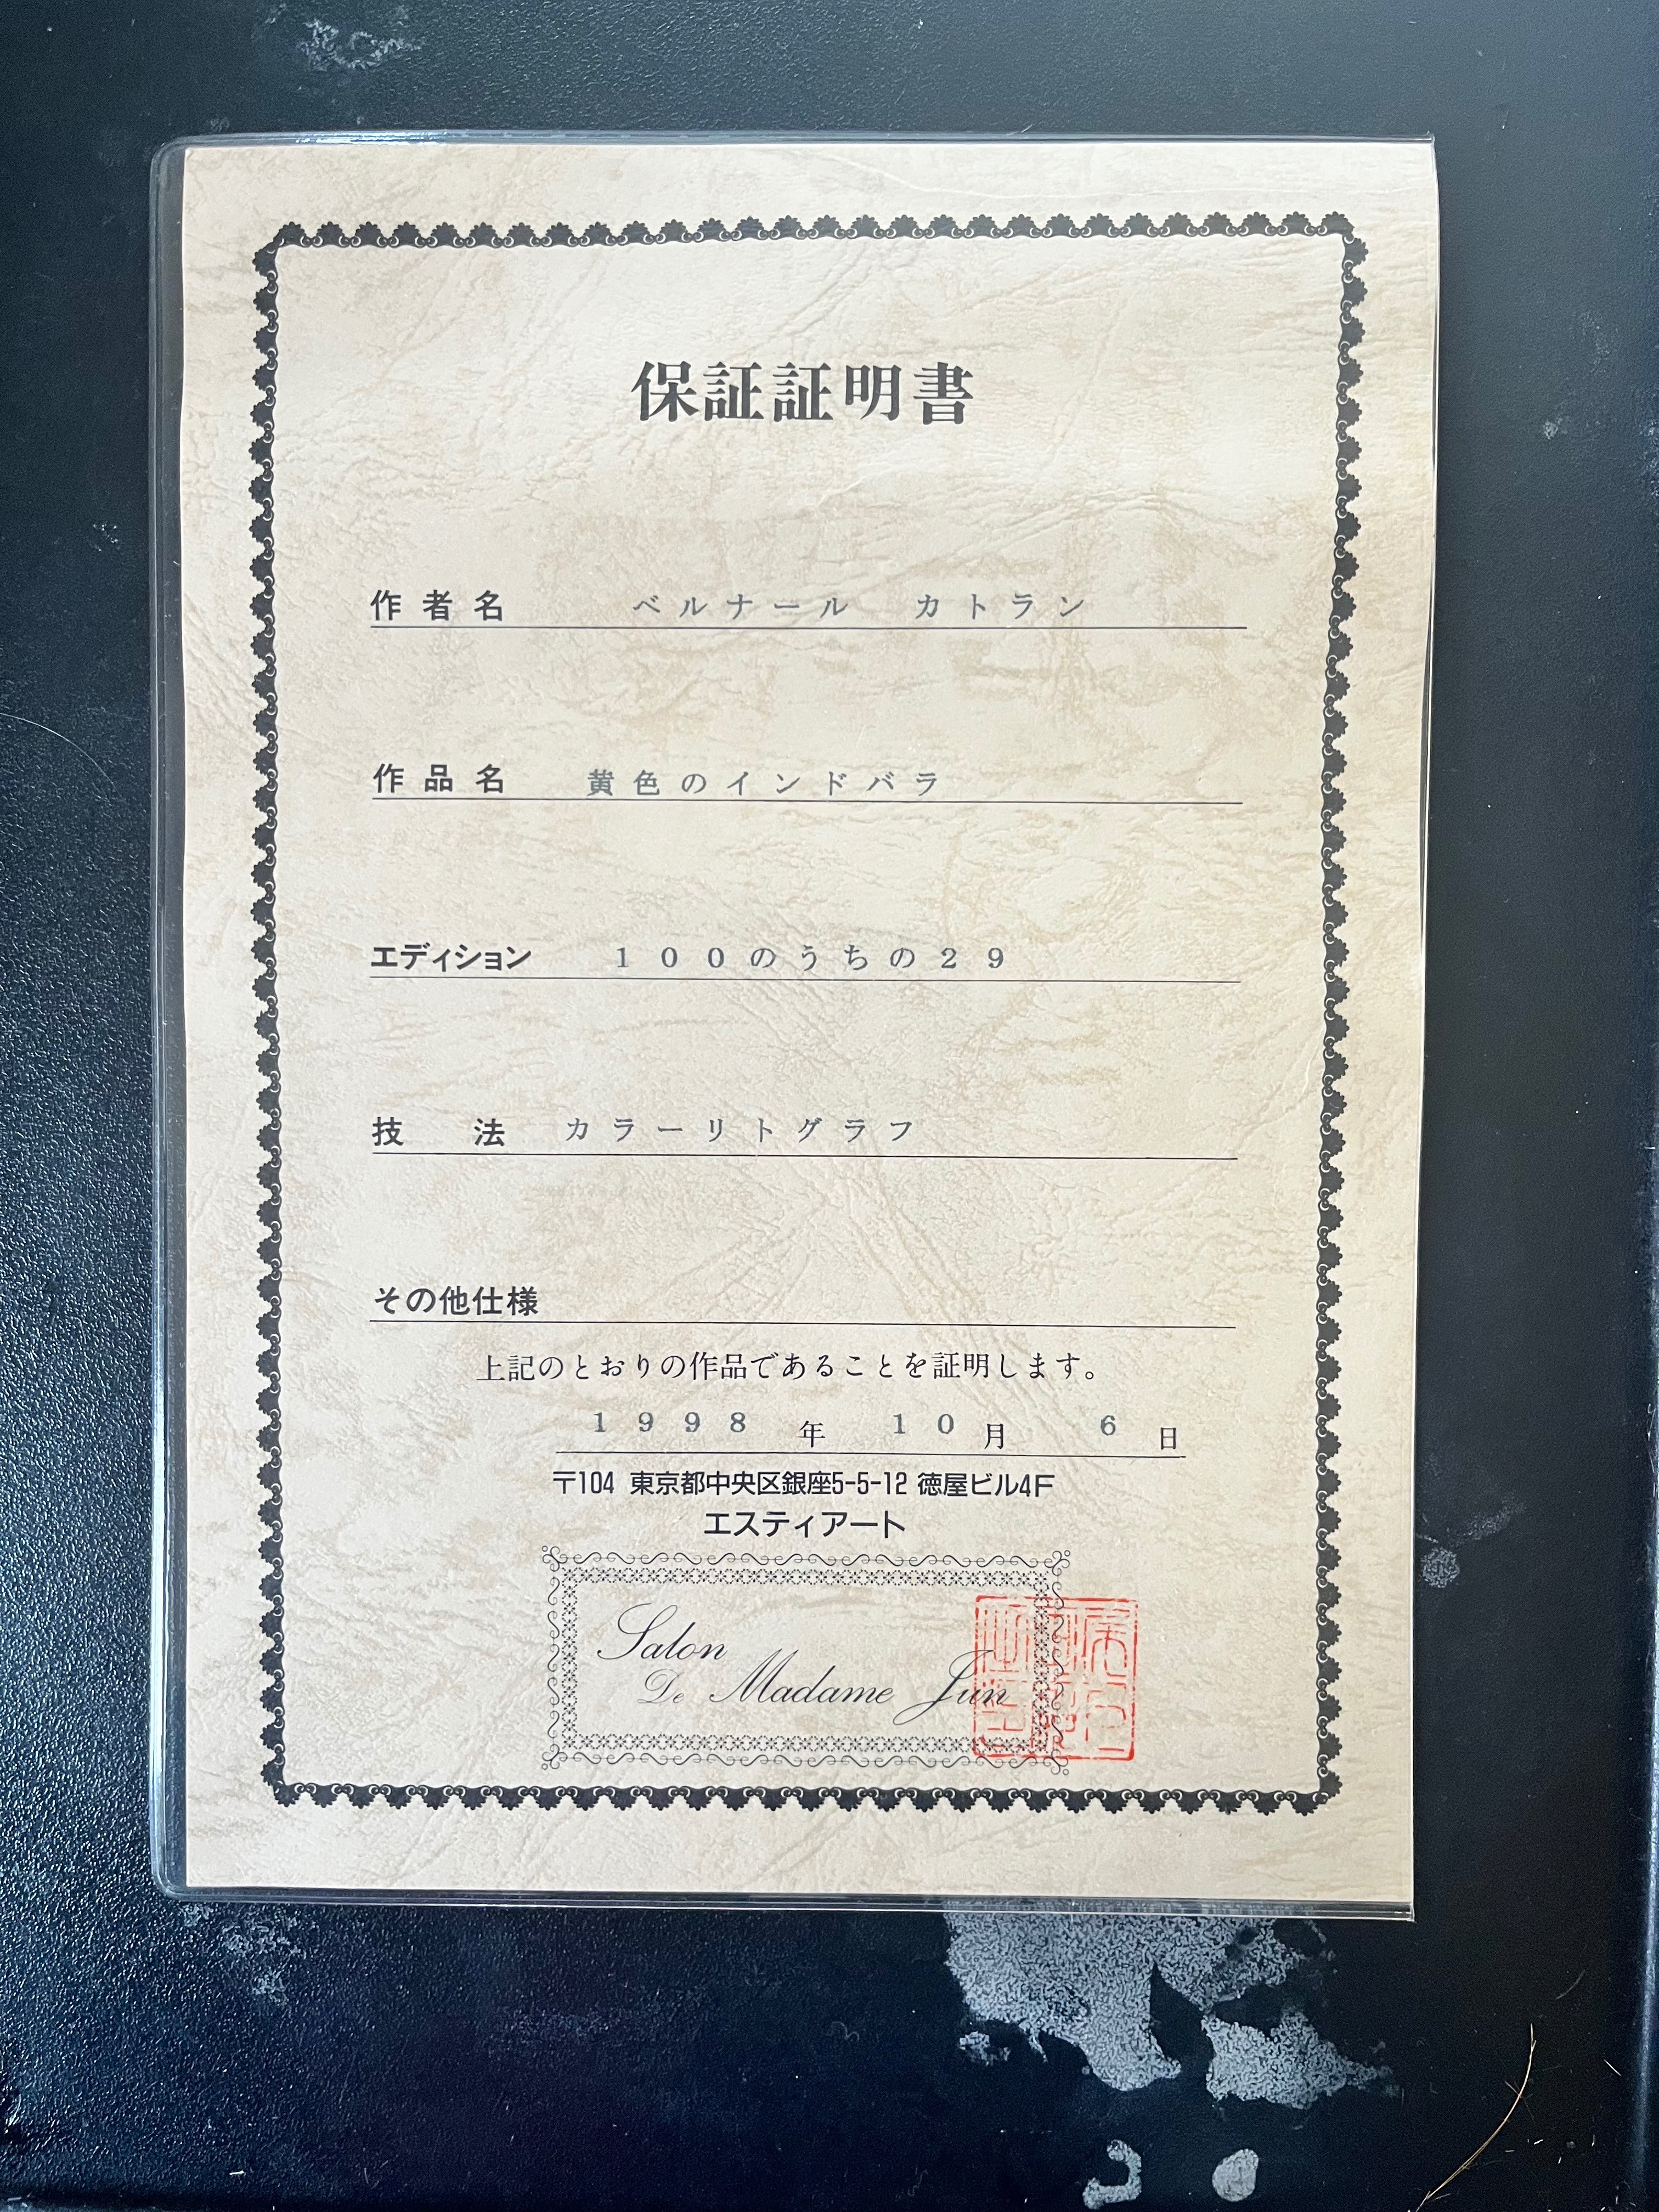 保証証明書
作者名 ベルナール カトラン
作品名 黄色のインドバラ
エディション 100のうちの29
技 法 カラーリトグラフ
その他仕様
上記のとおりの作品であることを証明します。
1998年 10月 6日
〒104 東京都中央区銀座5-5-12 徳屋ビル4F
エスティアート
Salon
De Madame Jun